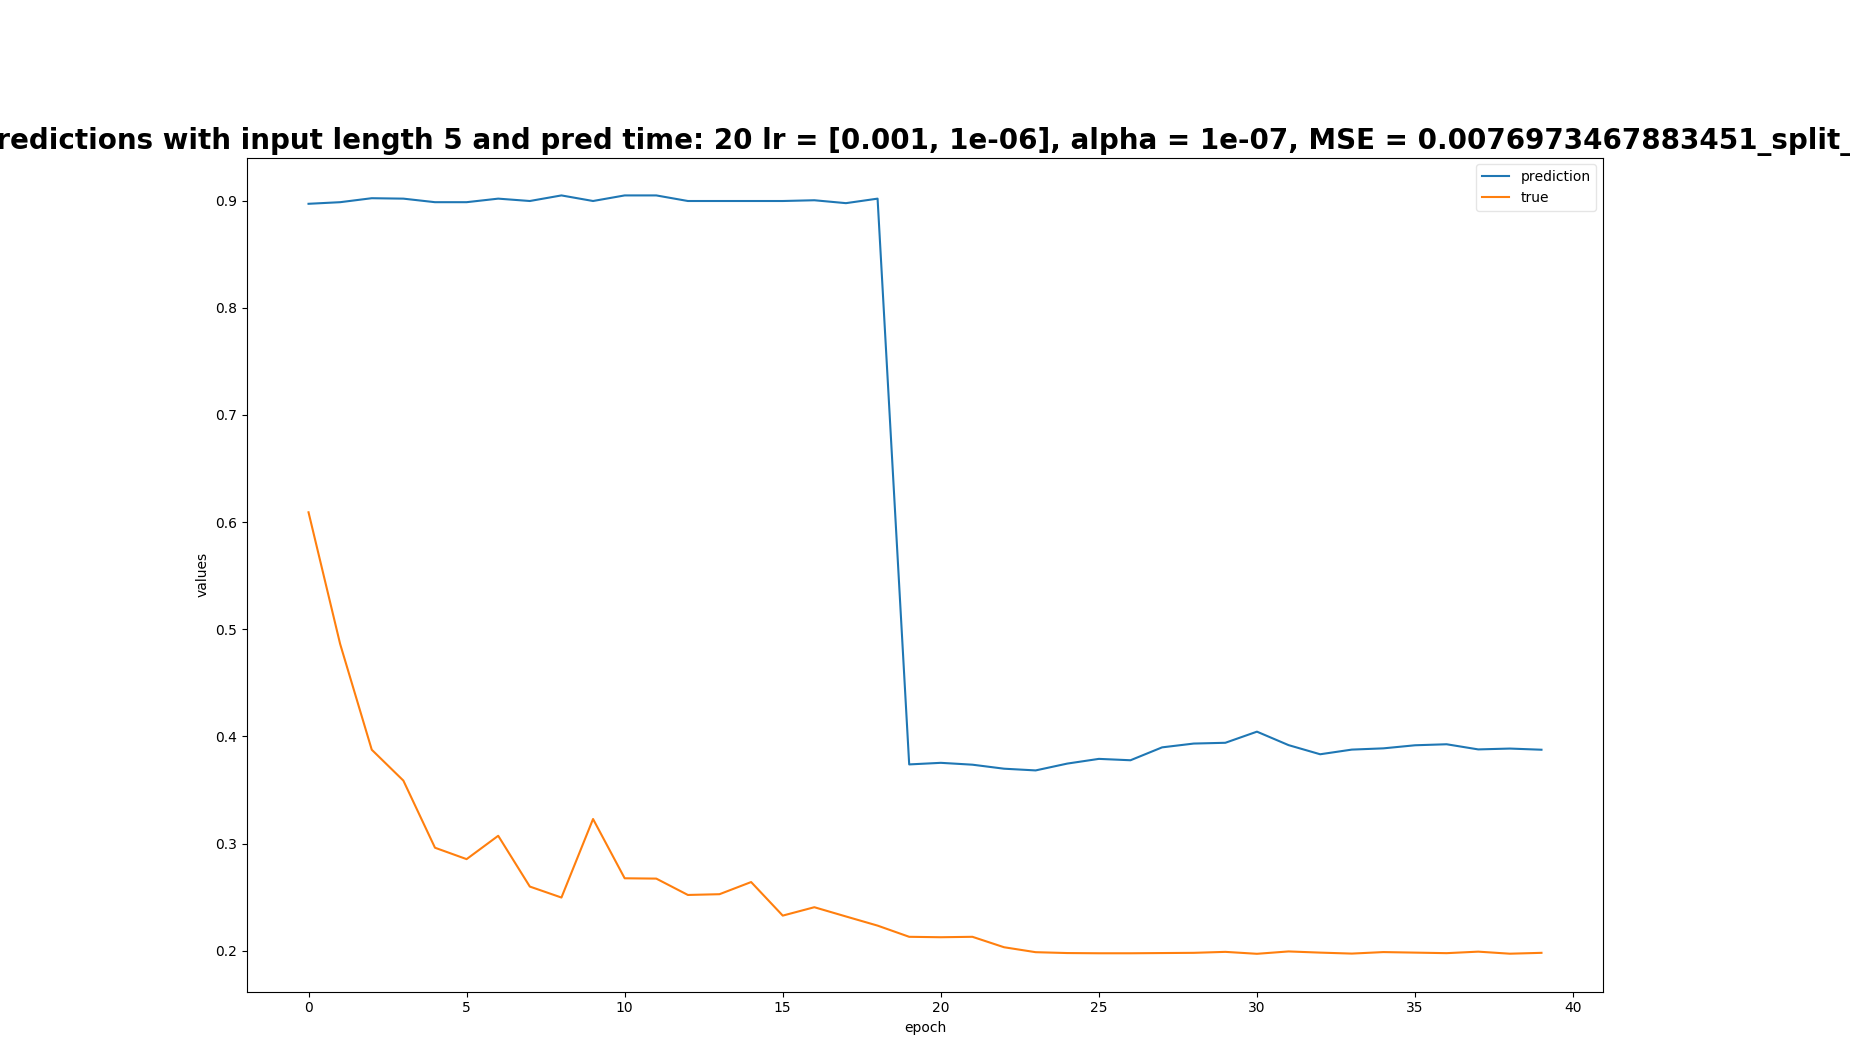 redictions with input length 5 and pred time: 20 lr = [0.001, 1e-06], alpha = 1e-07, MSE = 0.0076973467883451_split_
prediction
true
0.9
0.8
0.7
0.6
0.5
0.4
0.3
0.2
values
0 5 10 15 20 25 30 35 40
epoch